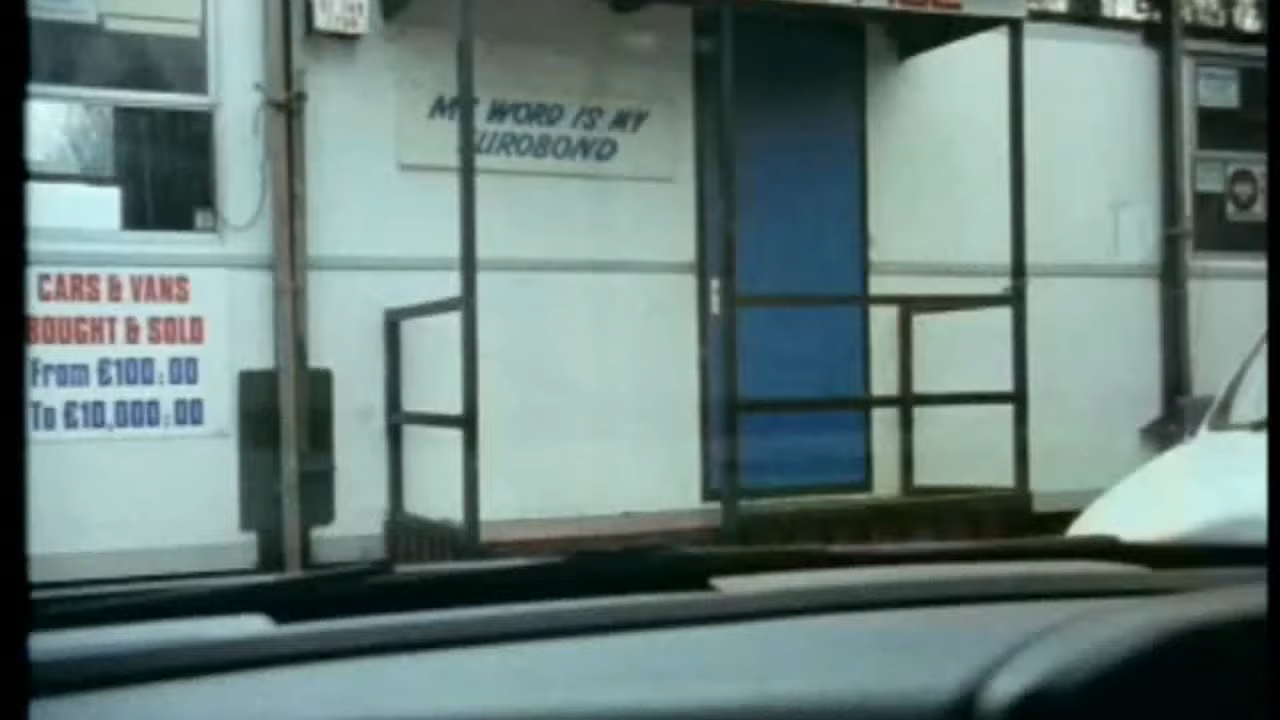 MY WORD IS MY
EUROBOND
CARS & VANS
BOUGHT & SOLD
From £100:00
To £10,000:00